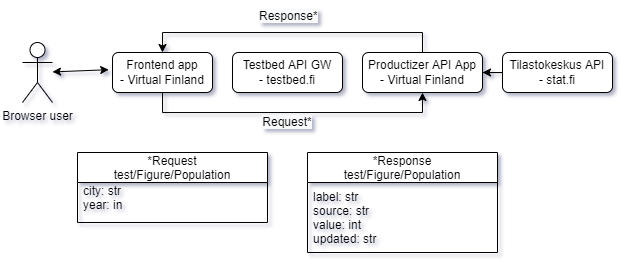 Response*
Frontend app
- Virtual Finland
Testbed API GW
- testbed.fi
Productizer API App
- Virtual Finland
Tilastokeskus API
- stat.fi
Browser user
Request*
*Request
test/Figure/Population
city: str
year: in
*Response
test/Figure/Population
label: str
source: str
value: int
updated: str